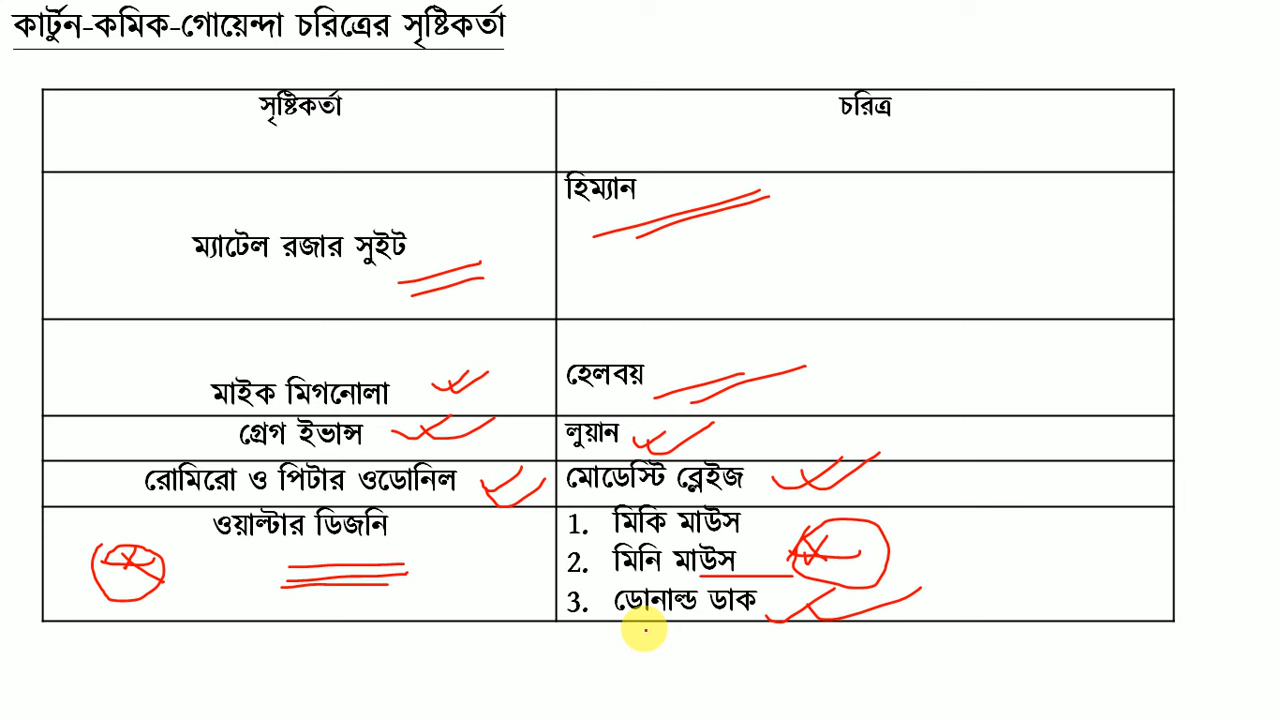 কার্টুন-কমিক-গোয়েন্দা চরিত্রের সৃষ্টিকর্তা
সৃষ্টিকর্তা
চরিত্র
ম্যাটেল রজার সুইট
হিম্যান
মাইক মিগনোলা
হেলবয়
গ্রেগ ইভান্স
লুয়ান
রোমিরো ও পিটার ওডোনিল
মোডেস্টি ব্লেইজ
ওয়াল্টার ডিজনি
1. মিকি মাউস
2. মিনি মাউস
3. ডোনাল্ড ডাক